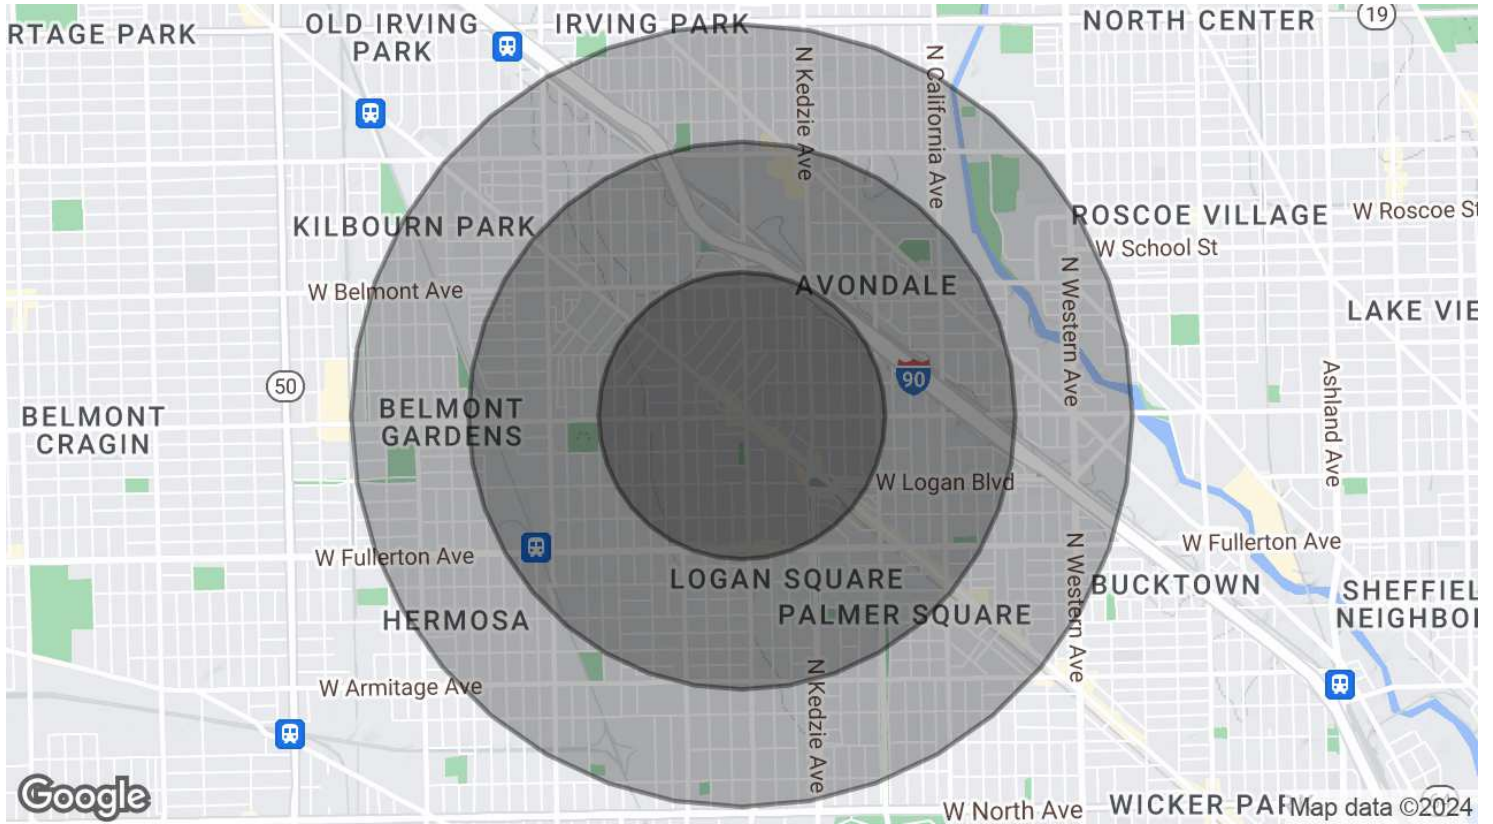 RTAGE PARK
OLD IRVING
PARK
IRVING PARK
NORTH CENTER
19
N Kedzie Ave
N California Ave
KILBOURN PARK
ROSCOE VILLAGE
W Roscoe St
W School St
W Belmont Ave
AVONDALE
N Western Ave
LAKE VIE
50
90
Ashland Ave
BELMONT
CRAGIN
BELMONT
GARDENS
W Logan Blvd
W Fullerton Ave
W Fullerton Ave
LOGAN SQUARE
PALMER SQUARE
N Western Ave
BUCKTOWN
SHEFFIEL
NEIGHBO
HERMOSA
W Armitage Ave
N Kedzie Ave
Google
W North Ave
WICKER PAR
Map data ©2024